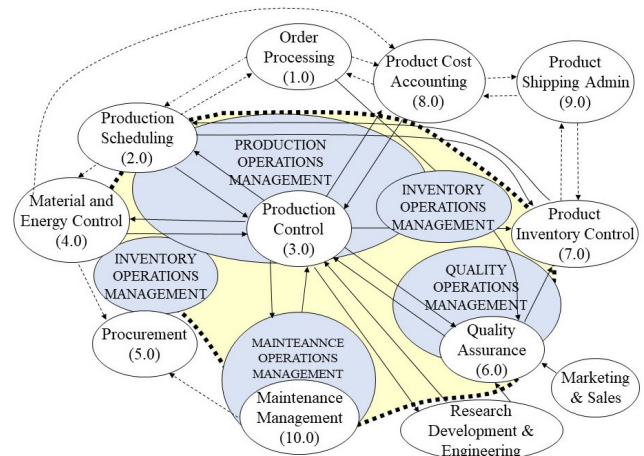 Order
Processing
(1.0)
Product Cost
Accounting
(8.0)
Product
Shipping Admin
(9.0)
Production
Scheduling
(2.0)
PRODUCTION
OPERATIONS
MANAGEMENT
Material and
Energy Control
(4.0)
Production
Control
(3.0)
INVENTORY
OPERATIONS
MANAGEMENT
Product
Inventory Control
(7.0)
INVENTORY
OPERATIONS
MANAGEMENT
QUALITY
OPERATIONS
MANAGEMENT
Procurement
(5.0)
MAINTEANNCE
OPERATIONS
MANAGEMENT
Quality
Assurance
(6.0)
Maintenance
Management
(10.0)
Marketing
& Sales
Research
Development &
Engineering